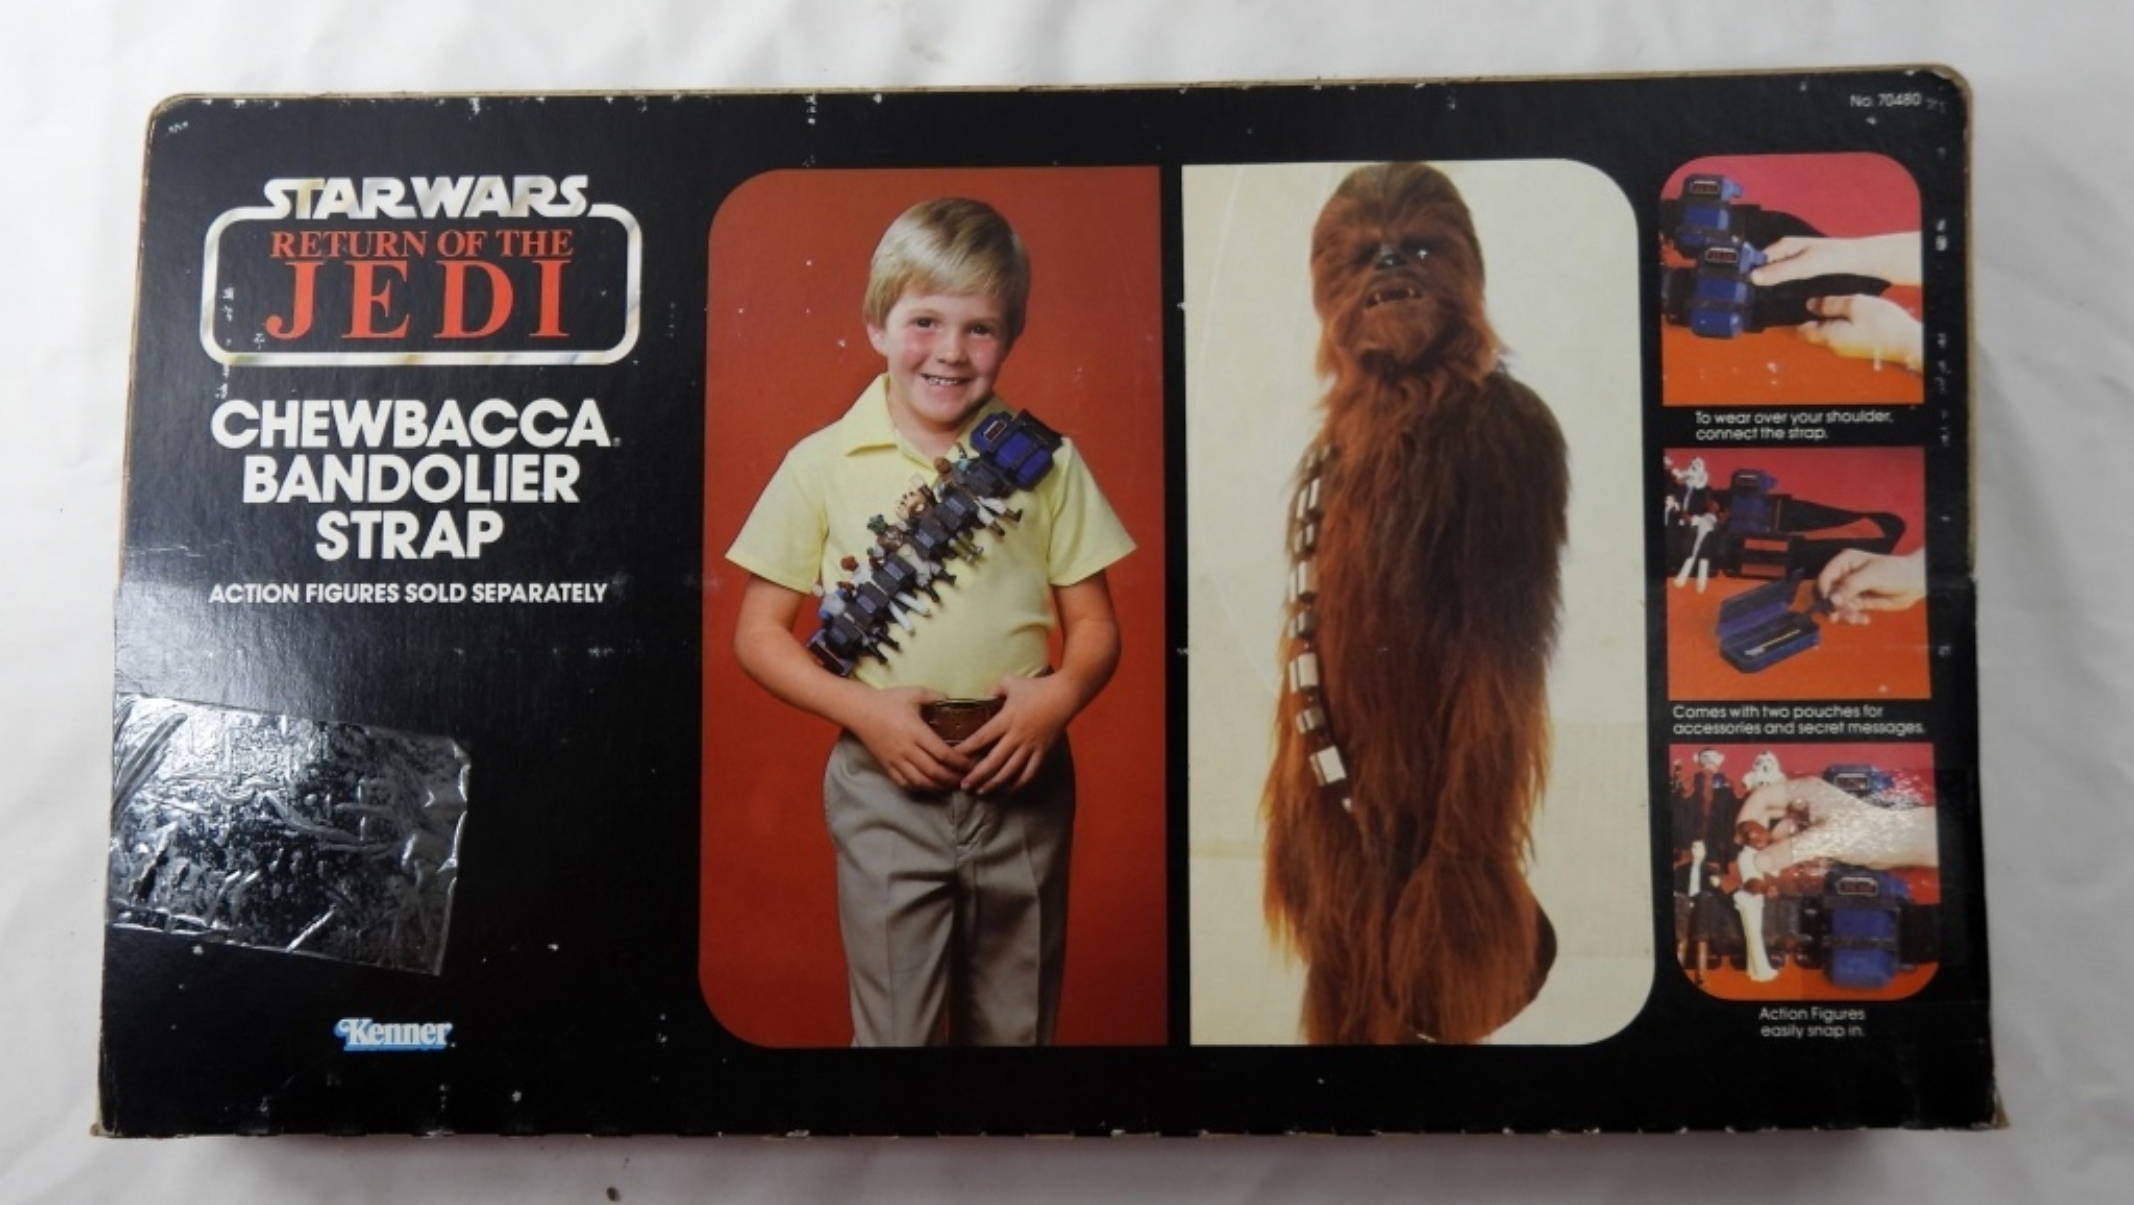 No. 70480
STAR WARS
RETURN OF THE
JEDI
CHEWBACCA
BANDOLIER
STRAP
ACTION FIGURES SOLD SEPARATELY
Kenner
To wear over your shoulder,
connect the strap.
Comes with two pouches for
accessories and secret messages.
Action Figures
easily snap in.